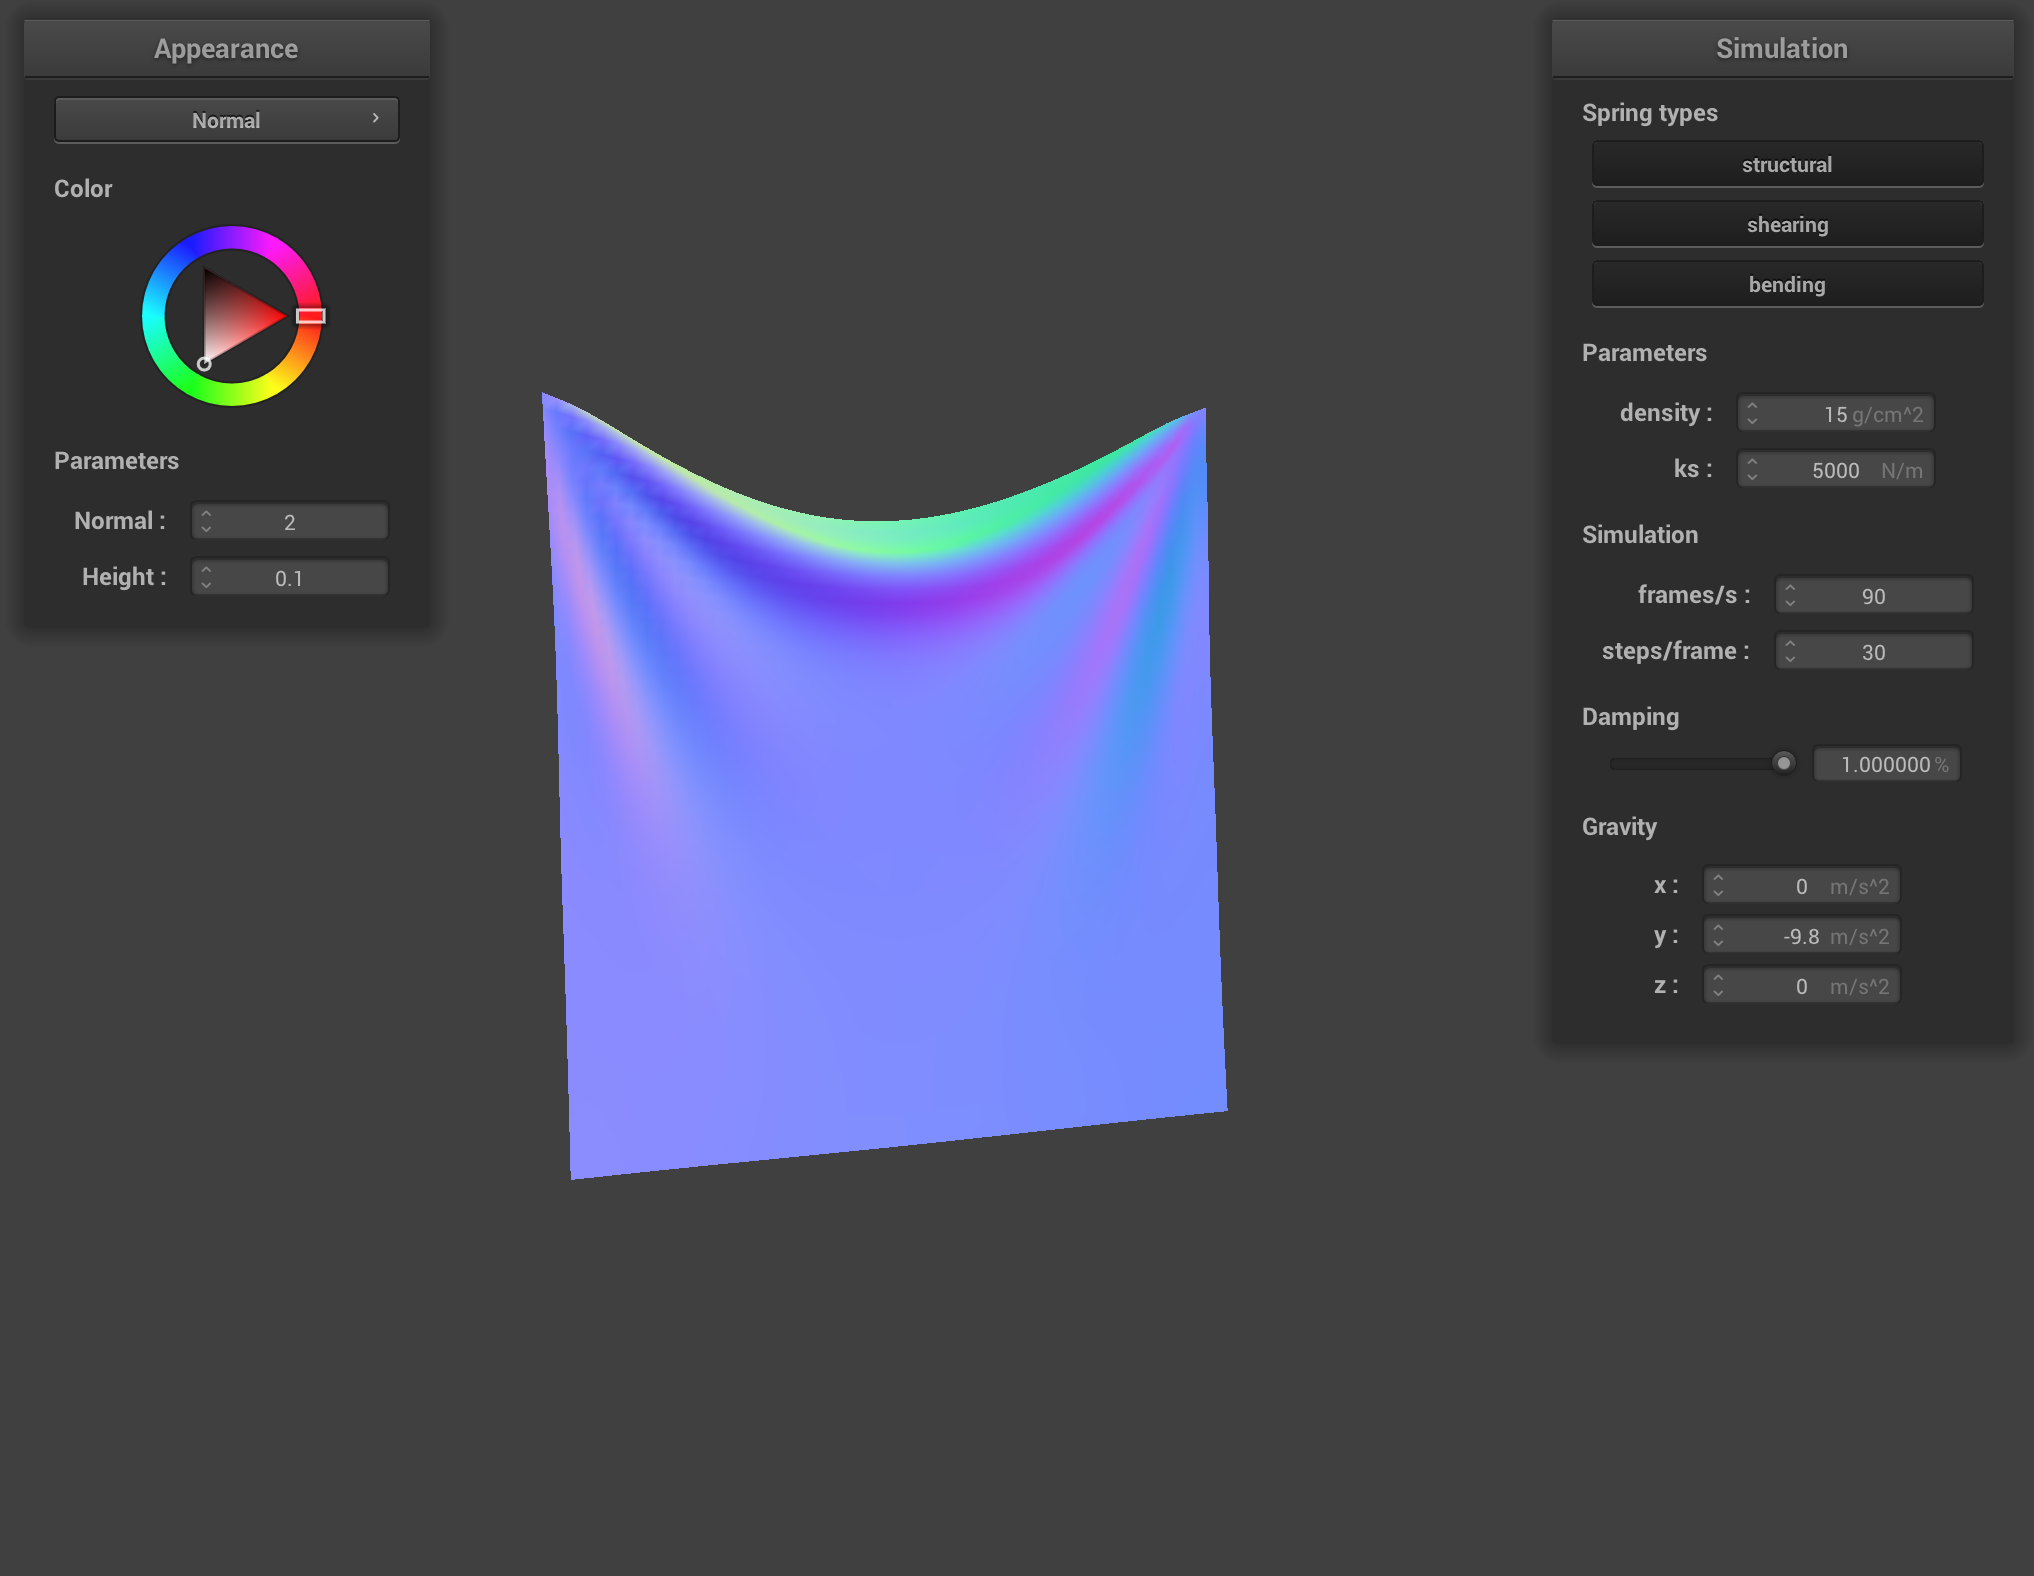 Appearance
Normal
Color
Parameters
Normal : 2
Height : 0.1
Simulation
Spring types
structural
shearing
bending
Parameters
density : 15 g/cm^2
ks : 5000 N/m
Simulation
frames/s : 90
steps/frame : 30
Damping
1.000000 %
Gravity
x : 0 m/s^2
y : -9.8 m/s^2
z : 0 m/s^2